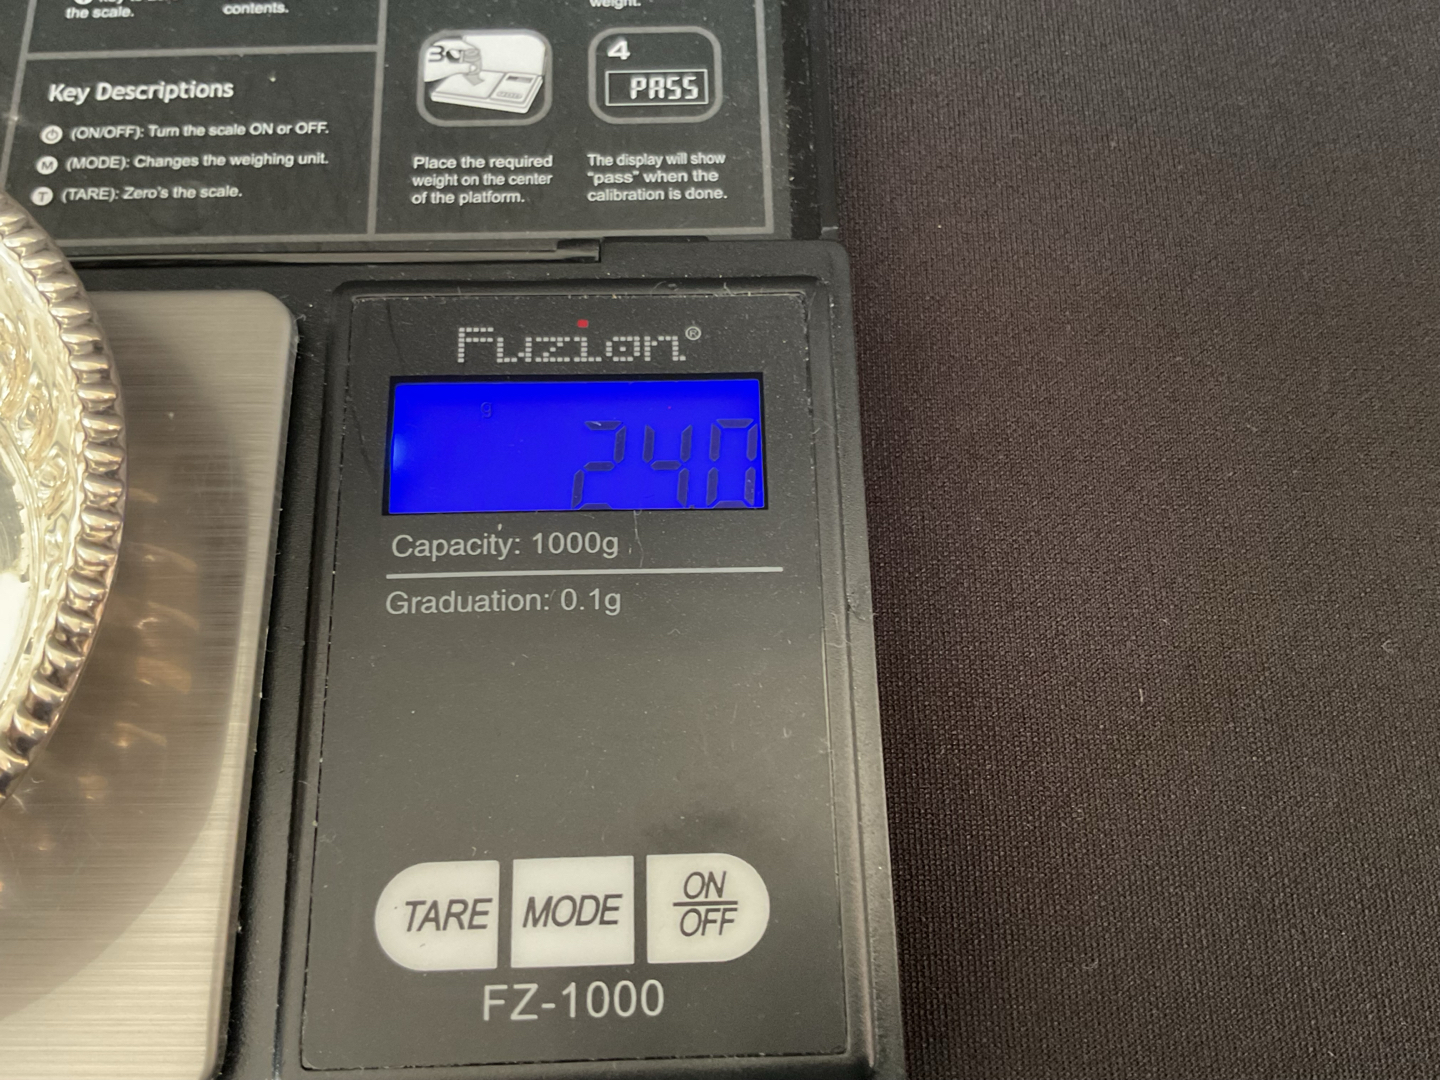 the scale.
contents.
Key Descriptions
(ON/OFF): Turn the scale ON or OFF.
M (MODE): Changes the weighing unit.
T (TARE): Zero's the scale.
weight.
3
Place the required
weight on the center
of the platform.
4
PASS
The display will show
"pass" when the
calibration is done.
Fuzion®
g
24.0
Capacity: 1000g
Graduation: 0.1g
TARE
MODE
ON
OFF
FZ-1000